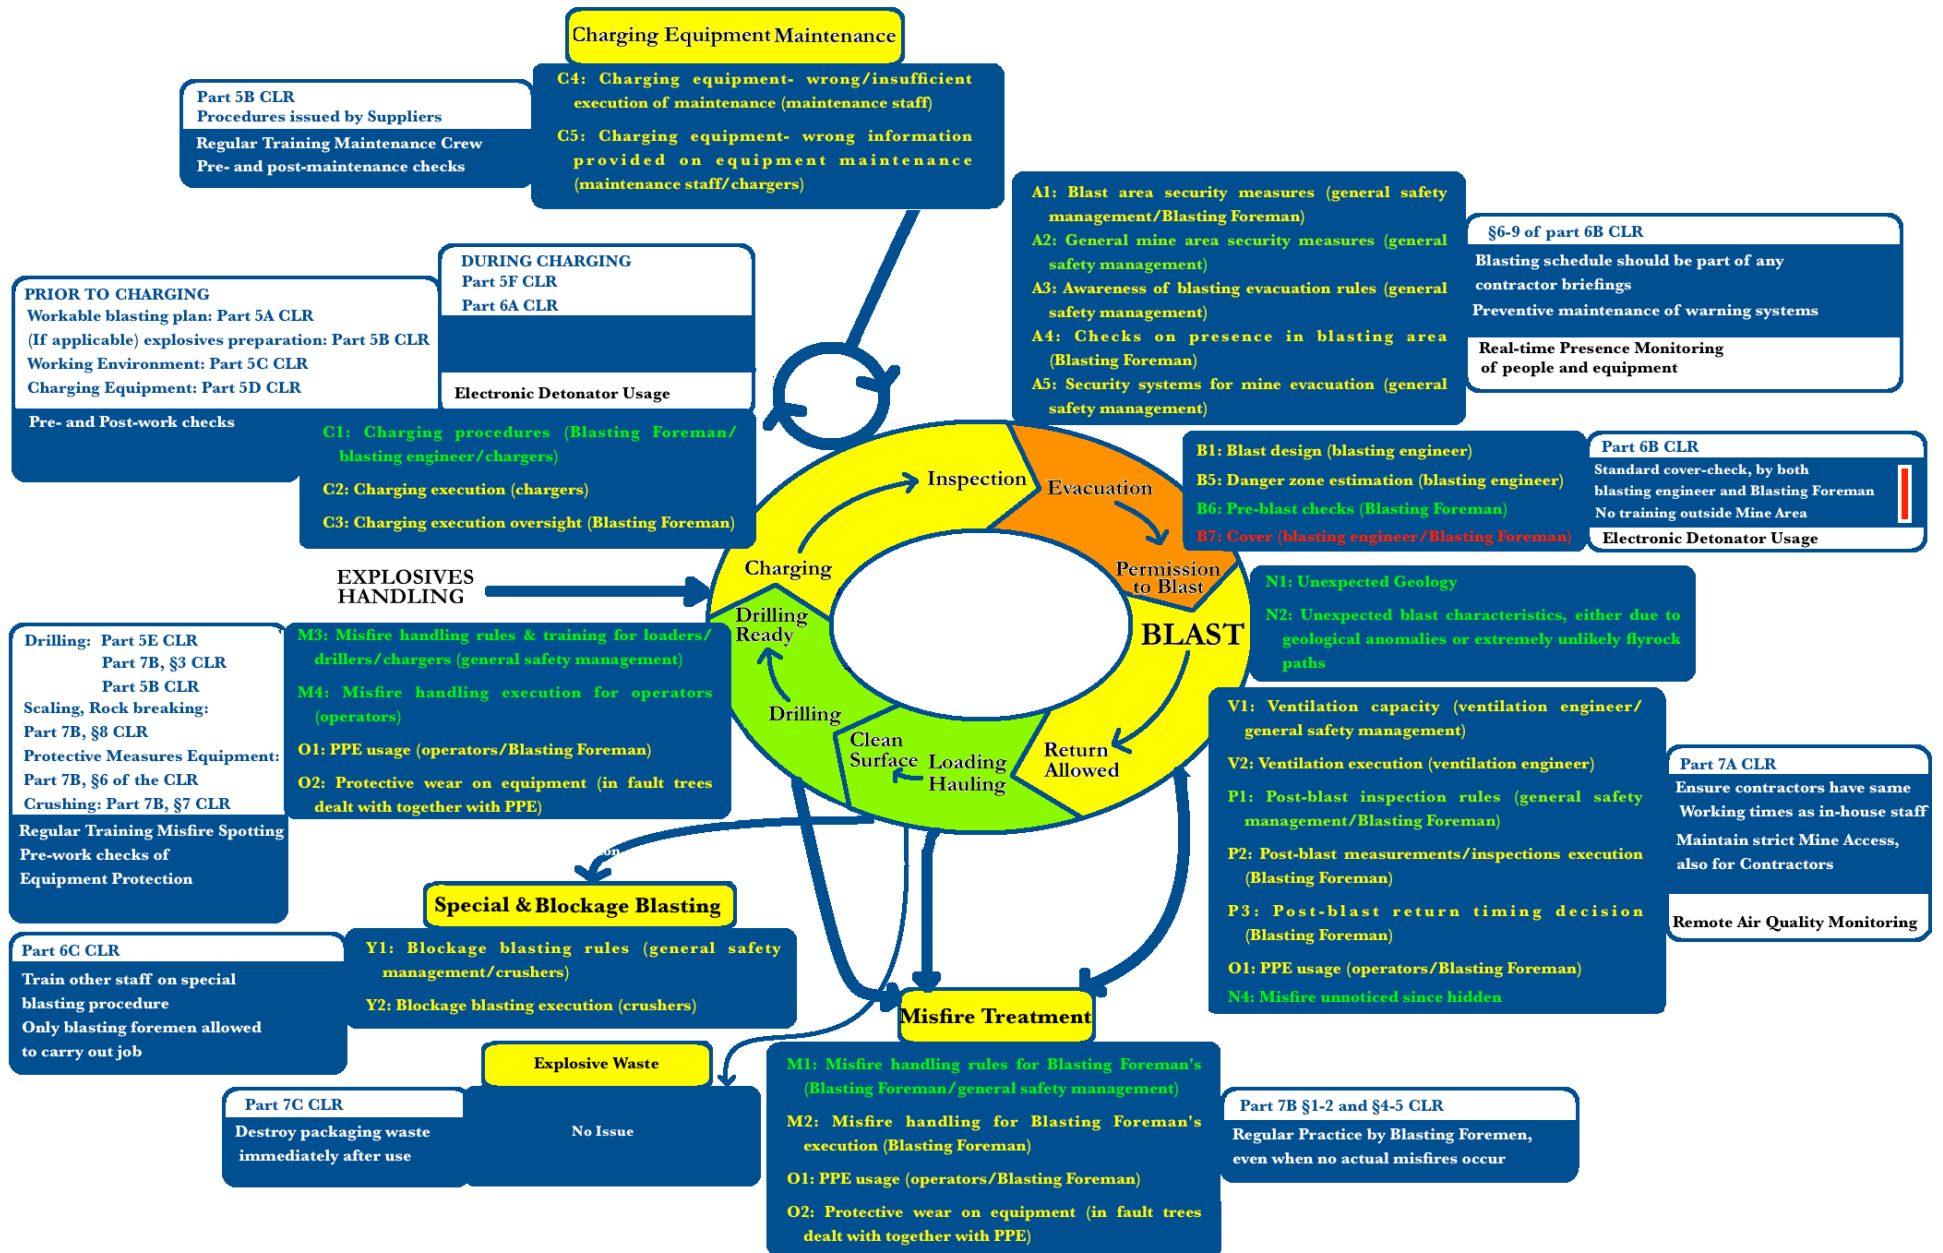 Charging Equipment Maintenance
C4: Charging equipment- wrong/insufficient
execution of maintenance (maintenance staff)
C5: Charging equipment- wrong information
provided on equipment maintenance
(maintenance staff/chargers)
Part 5B CLR
Procedures issued by Suppliers
Regular Training Maintenance Crew
Pre- and post-maintenance checks
A1: Blast area security measures (general safety
management/Blasting Foreman)
A2: General mine area security measures (general
safety management)
A3: Awareness of blasting evacuation rules (general
safety management)
A4: Checks on presence in blasting area
(Blasting Foreman)
A5: Security systems for mine evacuation (general
safety management)
§6-9 of part 6B CLR
Blasting schedule should be part of any
contractor briefings
Preventive maintenance of warning systems
Real-time Presence Monitoring
of people and equipment
DURING CHARGING
Part 5F CLR
Part 6A CLR
Electronic Detonator Usage
PRIOR TO CHARGING
Workable blasting plan: Part 5A CLR
(If applicable) explosives preparation: Part 5B CLR
Working Environment: Part 5C CLR
Charging Equipment: Part 5D CLR
Pre- and Post-work checks
C1: Charging procedures (Blasting Foreman/
blasting engineer/chargers)
C2: Charging execution (chargers)
C3: Charging execution oversight (Blasting Foreman)
B1: Blast design (blasting engineer)
B5: Danger zone estimation (blasting engineer)
B6: Pre-blast checks (Blasting Foreman)
B7: Cover (blasting engineer/Blasting Foreman)
Part 6B CLR
Standard cover-check, by both
blasting engineer and Blasting Foreman
No training outside Mine Area
Electronic Detonator Usage
Inspection
Evacuation
Charging
Permission
to Blast
EXPLOSIVES
HANDLING
Drilling
Ready
BLAST
Drilling
Clean
Surface
Loading
Hauling
Return
Allowed
N1: Unexpected Geology
N2: Unexpected blast characteristics, either due to
geological anomalies or extremely unlikely flyrock
paths
Drilling: Part 5E CLR
Part 7B, §3 CLR
Part 5B CLR
Scaling, Rock breaking:
Part 7B, §8 CLR
Protective Measures Equipment:
Part 7B, §6 of the CLR
Crushing: Part 7B, §7 CLR
Regular Training Misfire Spotting
Pre-work checks of
Equipment Protection
M3: Misfire handling rules & training for loaders/
drillers/chargers (general safety management)
M4: Misfire handling execution for operators
(operators)
O1: PPE usage (operators/Blasting Foreman)
O2: Protective wear on equipment (in fault trees
dealt with together with PPE)
V1: Ventilation capacity (ventilation engineer/
general safety management)
V2: Ventilation execution (ventilation engineer)
P1: Post-blast inspection rules (general safety
management/Blasting Foreman)
P2: Post-blast measurements/inspections execution
(Blasting Foreman)
P3: Post-blast return timing decision
(Blasting Foreman)
O1: PPE usage (operators/Blasting Foreman)
N4: Misfire unnoticed since hidden
Part 7A CLR
Ensure contractors have same
Working times as in-house staff
Maintain strict Mine Access,
also for Contractors
Remote Air Quality Monitoring
on
Special & Blockage Blasting
Y1: Blockage blasting rules (general safety
management/crushers)
Y2: Blockage blasting execution (crushers)
Part 6C CLR
Train other staff on special
blasting procedure
Only blasting foremen allowed
to carry out job
Explosive Waste
No Issue
Part 7C CLR
Destroy packaging waste
immediately after use
Misfire Treatment
M1: Misfire handling rules for Blasting Foreman's
(Blasting Foreman/general safety management)
M2: Misfire handling for Blasting Foreman's
execution (Blasting Foreman)
O1: PPE usage (operators/Blasting Foreman)
O2: Protective wear on equipment (in fault trees
dealt with together with PPE)
Part 7B §1-2 and §4-5 CLR
Regular Practice by Blasting Foremen,
even when no actual misfires occur